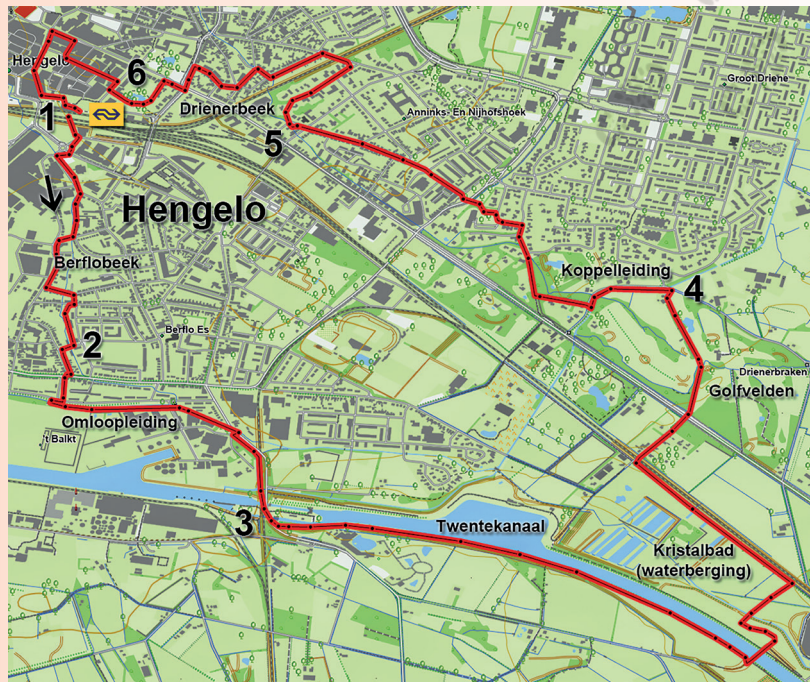 Hengelo
6
Groot Driene
1
Drienerbeek
Anninks- En Nijhofshoek
5
Hengelo
Berflobeek
Koppelleiding
4
2
Berflo Es
Drienerbraken
Golfvelden
Omloopleiding
't Balkt
3
Twentekanaal
Kristalbad
(waterberging)